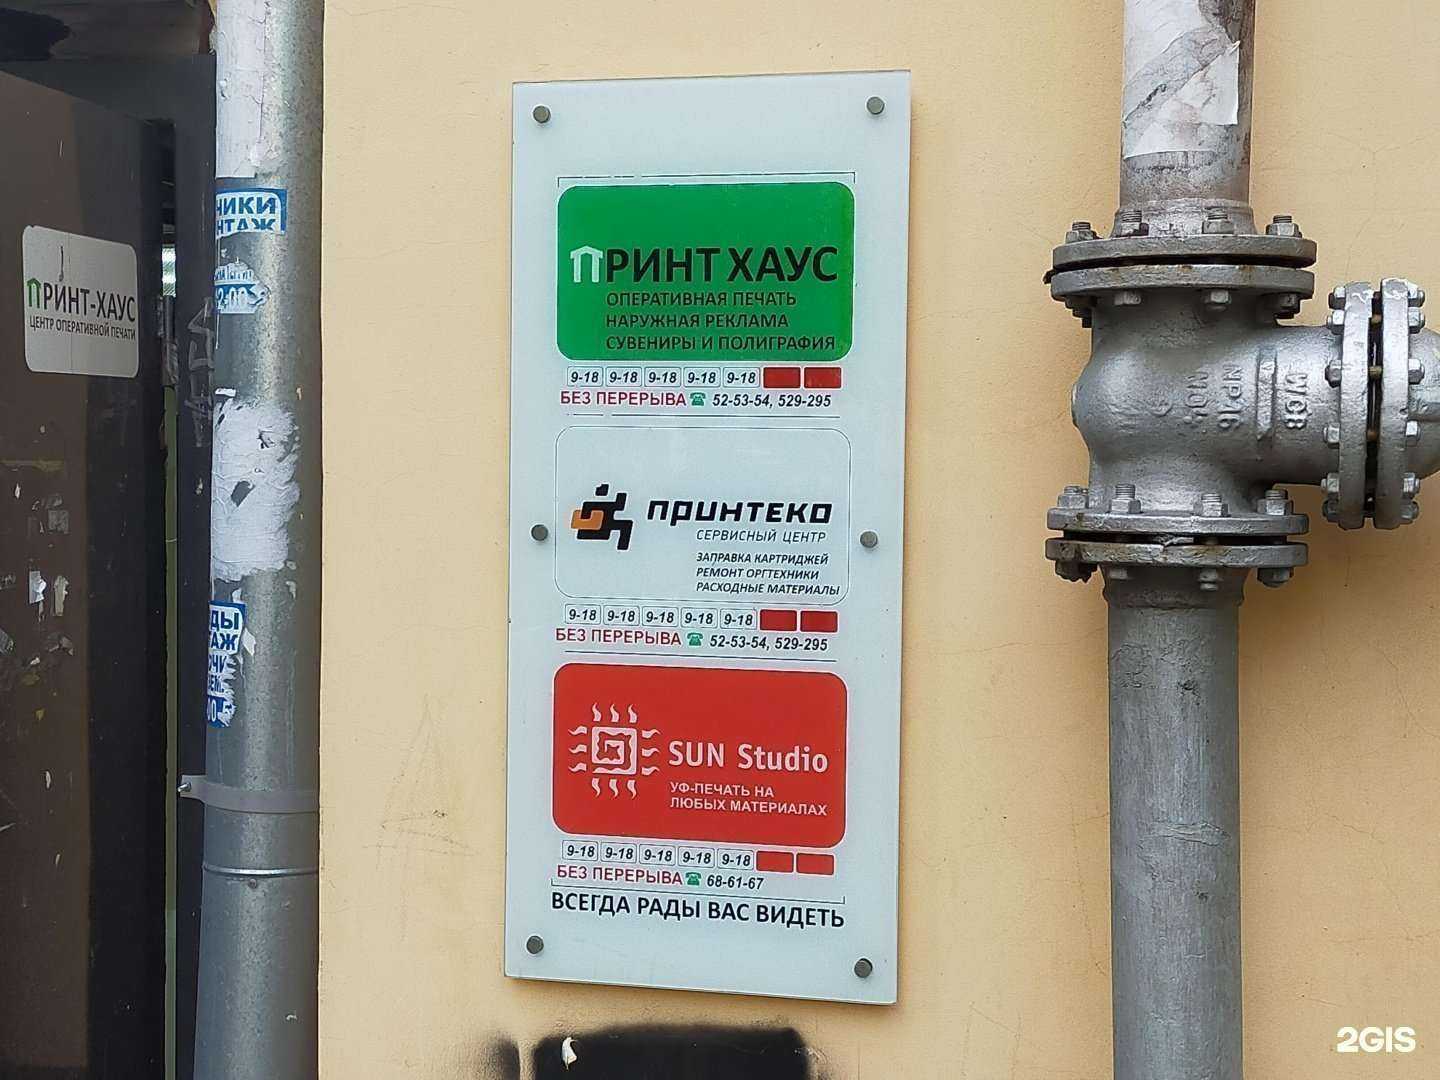 ПРИНТ ХАУС
ОПЕРАТИВНАЯ ПЕЧАТЬ
НАРУЖНАЯ РЕКЛАМА
СУВЕНИРЫ И ПОЛИГРАФИЯ
9-18 9-18 9-18 9-18 9-18
БЕЗ ПЕРЕРЫВА ☎ 52-53-54, 529-295
ПРИНТЕКО
СЕРВИСНЫЙ ЦЕНТР
ЗАПРАВКА КАРТРИДЖЕЙ
РЕМОНТ ОРГТЕХНИКИ
РАСХОДНЫЕ МАТЕРИАЛЫ
9-18 9-18 9-18 9-18 9-18
БЕЗ ПЕРЕРЫВА ☎ 52-53-54, 529-295
SUN Studio
УФ-ПЕЧАТЬ НА
ЛЮБЫХ МАТЕРИАЛАХ
9-18 9-18 9-18 9-18 9-18
БЕЗ ПЕРЕРЫВА ☎ 68-61-67
ВСЕГДА РАДЫ ВАС ВИДЕТЬ
ПРИНТ-ХАУС
ЦЕНТР ОПЕРАТИВНОЙ ПЕЧАТИ
WCB
2GIS